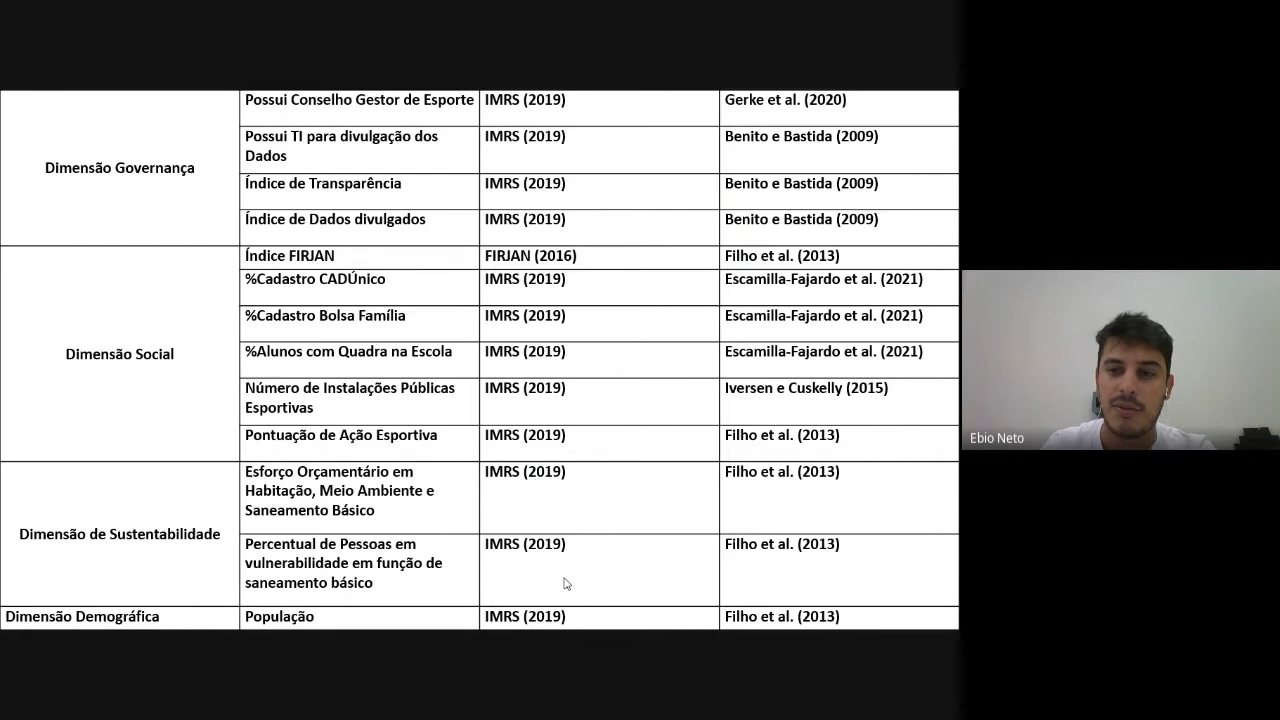 Possui Conselho Gestor de Esporte IMRS (2019) Gerke et al. (2020)
Dimensão Governança
Possui TI para divulgação dos IMRS (2019) Benito e Bastida (2009)
Dados
Índice de Transparência IMRS (2019) Benito e Bastida (2009)
Índice de Dados divulgados IMRS (2019) Benito e Bastida (2009)
Dimensão Social
Índice FIRJAN FIRJAN (2016) Filho et al. (2013)
%Cadastro CADÚnico IMRS (2019) Escamilla-Fajardo et al. (2021)
%Cadastro Bolsa Família IMRS (2019) Escamilla-Fajardo et al. (2021)
%Alunos com Quadra na Escola IMRS (2019) Escamilla-Fajardo et al. (2021)
Número de Instalações Públicas IMRS (2019) Iversen e Cuskelly (2015)
Esportivas
Pontuação de Ação Esportiva IMRS (2019) Filho et al. (2013)
Dimensão de Sustentabilidade
Esforço Orçamentário em IMRS (2019) Filho et al. (2013)
Habitação, Meio Ambiente e
Saneamento Básico
Percentual de Pessoas em IMRS (2019) Filho et al. (2013)
vulnerabilidade em função de
saneamento básico
Dimensão Demográfica População IMRS (2019) Filho et al. (2013)
Ebio Neto